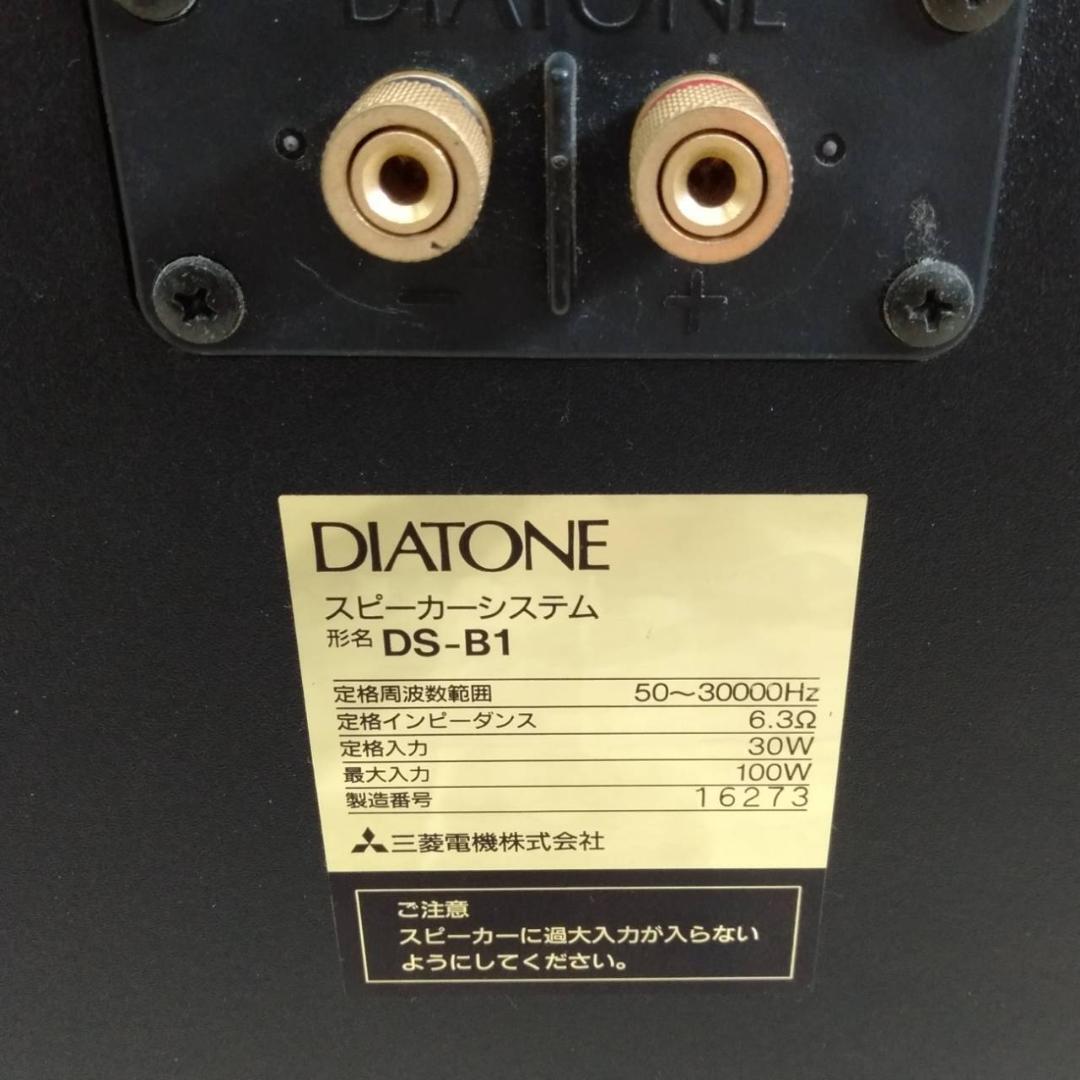 DIATONE
− +
DIATONE
スピーカーシステム
形名 DS-B1
定格周波数範囲 50〜30000Hz
定格インピーダンス 6.3Ω
定格入力 30W
最大入力 100W
製造番号 16273
三菱電機株式会社
ご注意
スピーカーに過大入力が入らない
ようにしてください。